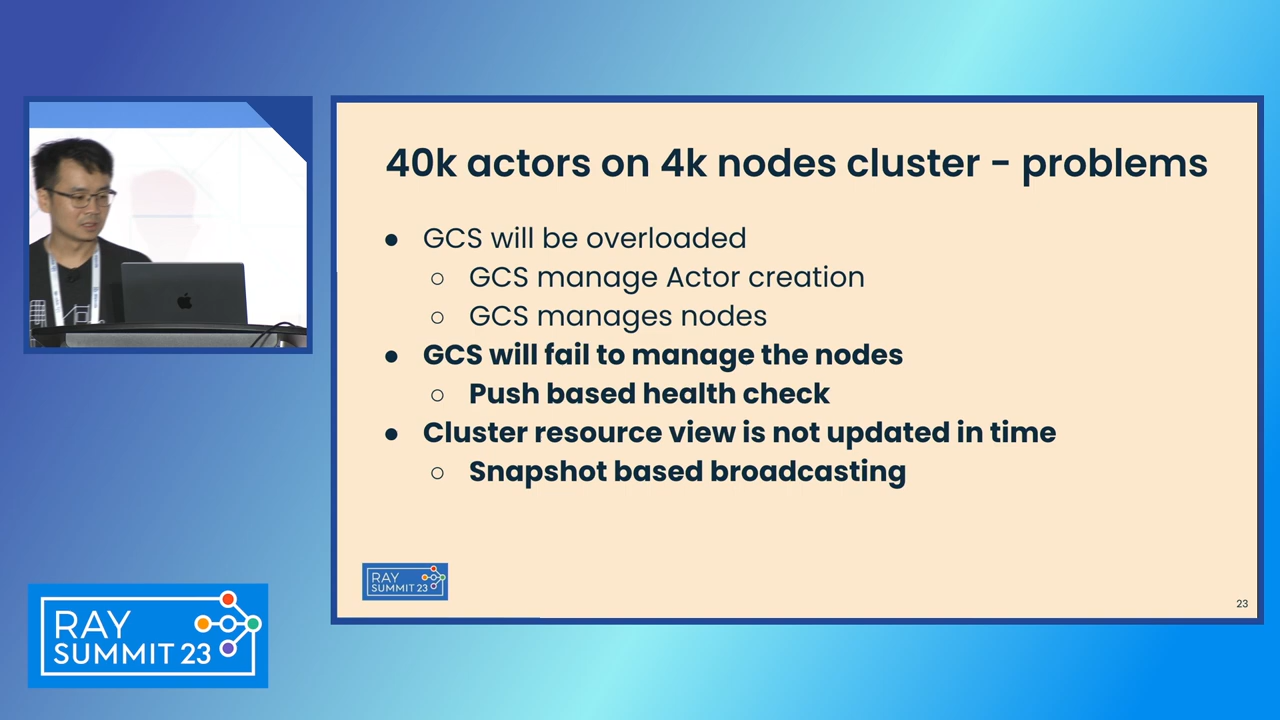 40k actors on 4k nodes cluster - problems
● GCS will be overloaded
○ GCS manage Actor creation
○ GCS manages nodes
● GCS will fail to manage the nodes
○ Push based health check
● Cluster resource view is not updated in time
○ Snapshot based broadcasting
RAY
SUMMIT 23
23
RAY
SUMMIT 23